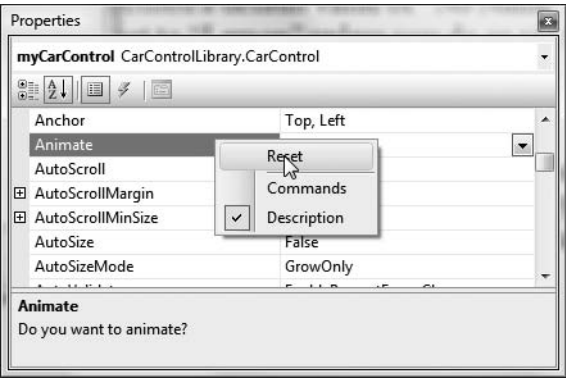 Properties
myCarControl CarControlLibrary.CarControl
Anchor Top, Left
Animate
Reset
AutoScroll
AutoScrollMargin
Commands
AutoScrollMinSize
Description
AutoSize False
AutoSizeMode GrowOnly
Animate
Do you want to animate?